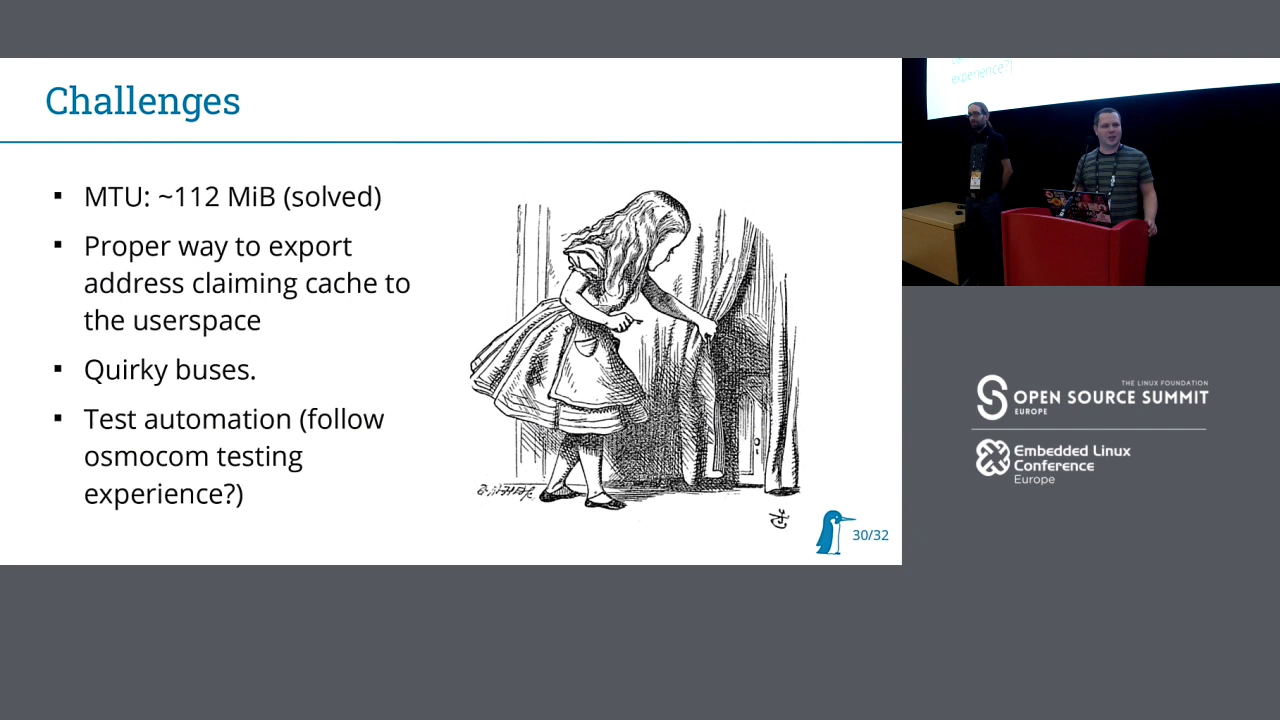 Challenges
▪ MTU: ~112 MiB (solved)
▪ Proper way to export
address claiming cache to
the userspace
▪ Quirky buses.
▪ Test automation (follow
osmocom testing
experience?)
30/32
experience?)
THE LINUX FOUNDATION
OPEN SOURCE SUMMIT
EUROPE
Embedded Linux
Conference
Europe